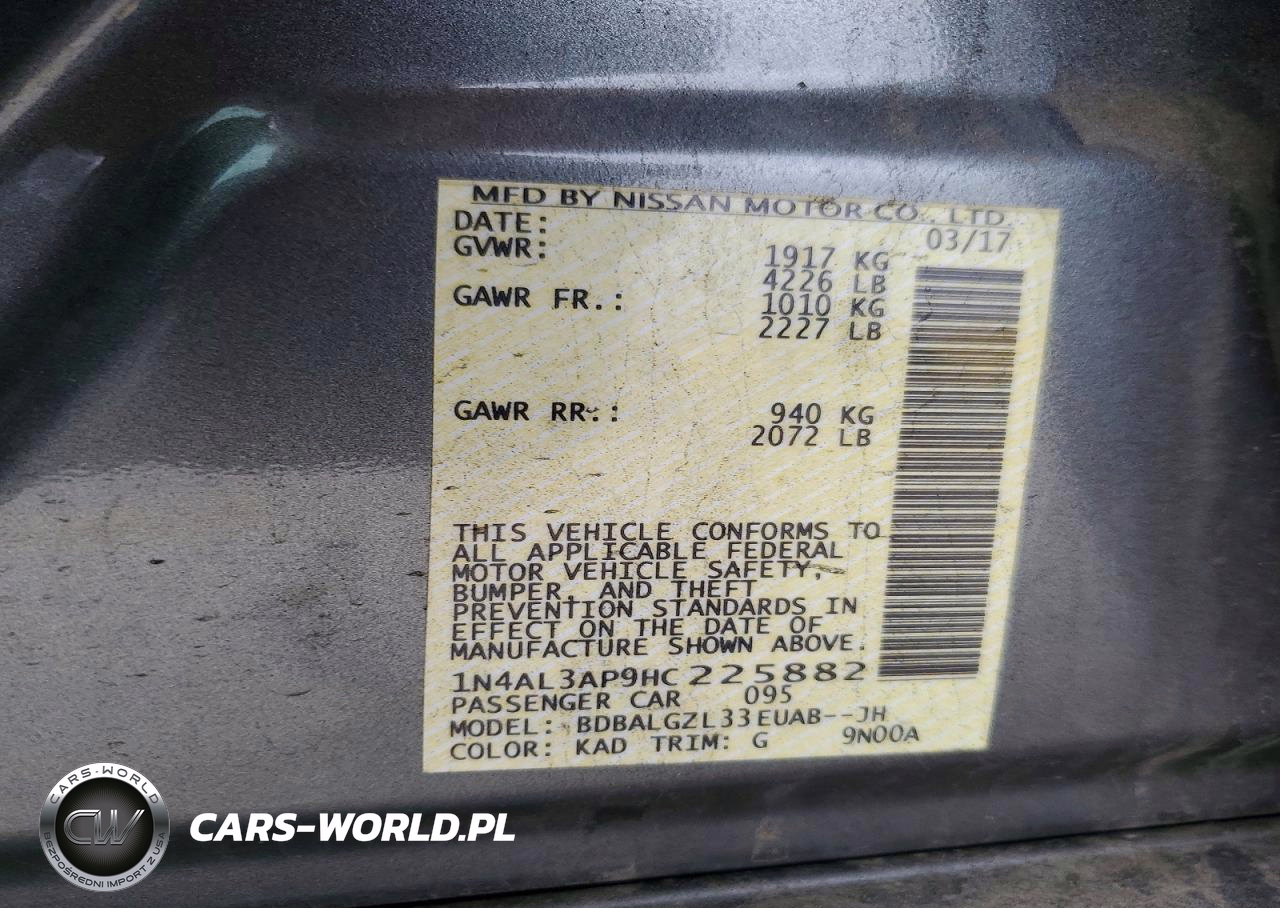 MFD BY NISSAN MOTOR CO., LTD.
DATE: 03/17
GVWR: 1917 KG
4226 LB
GAWR FR.: 1010 KG
2227 LB
GAWR RR.: 940 KG
2072 LB
THIS VEHICLE CONFORMS TO
ALL APPLICABLE FEDERAL
MOTOR VEHICLE SAFETY,
BUMPER, AND THEFT
PREVENTION STANDARDS IN
EFFECT ON THE DATE OF
MANUFACTURE SHOWN ABOVE.
1N4AL3AP9HC225882
PASSENGER CAR 095
MODEL: BDBALGZL33EUAB--JH
COLOR: KAD TRIM: G 9N00A
CARS-WORLD
CW
BEZPOŚREDNI IMPORT Z USA
CARS-WORLD.PL